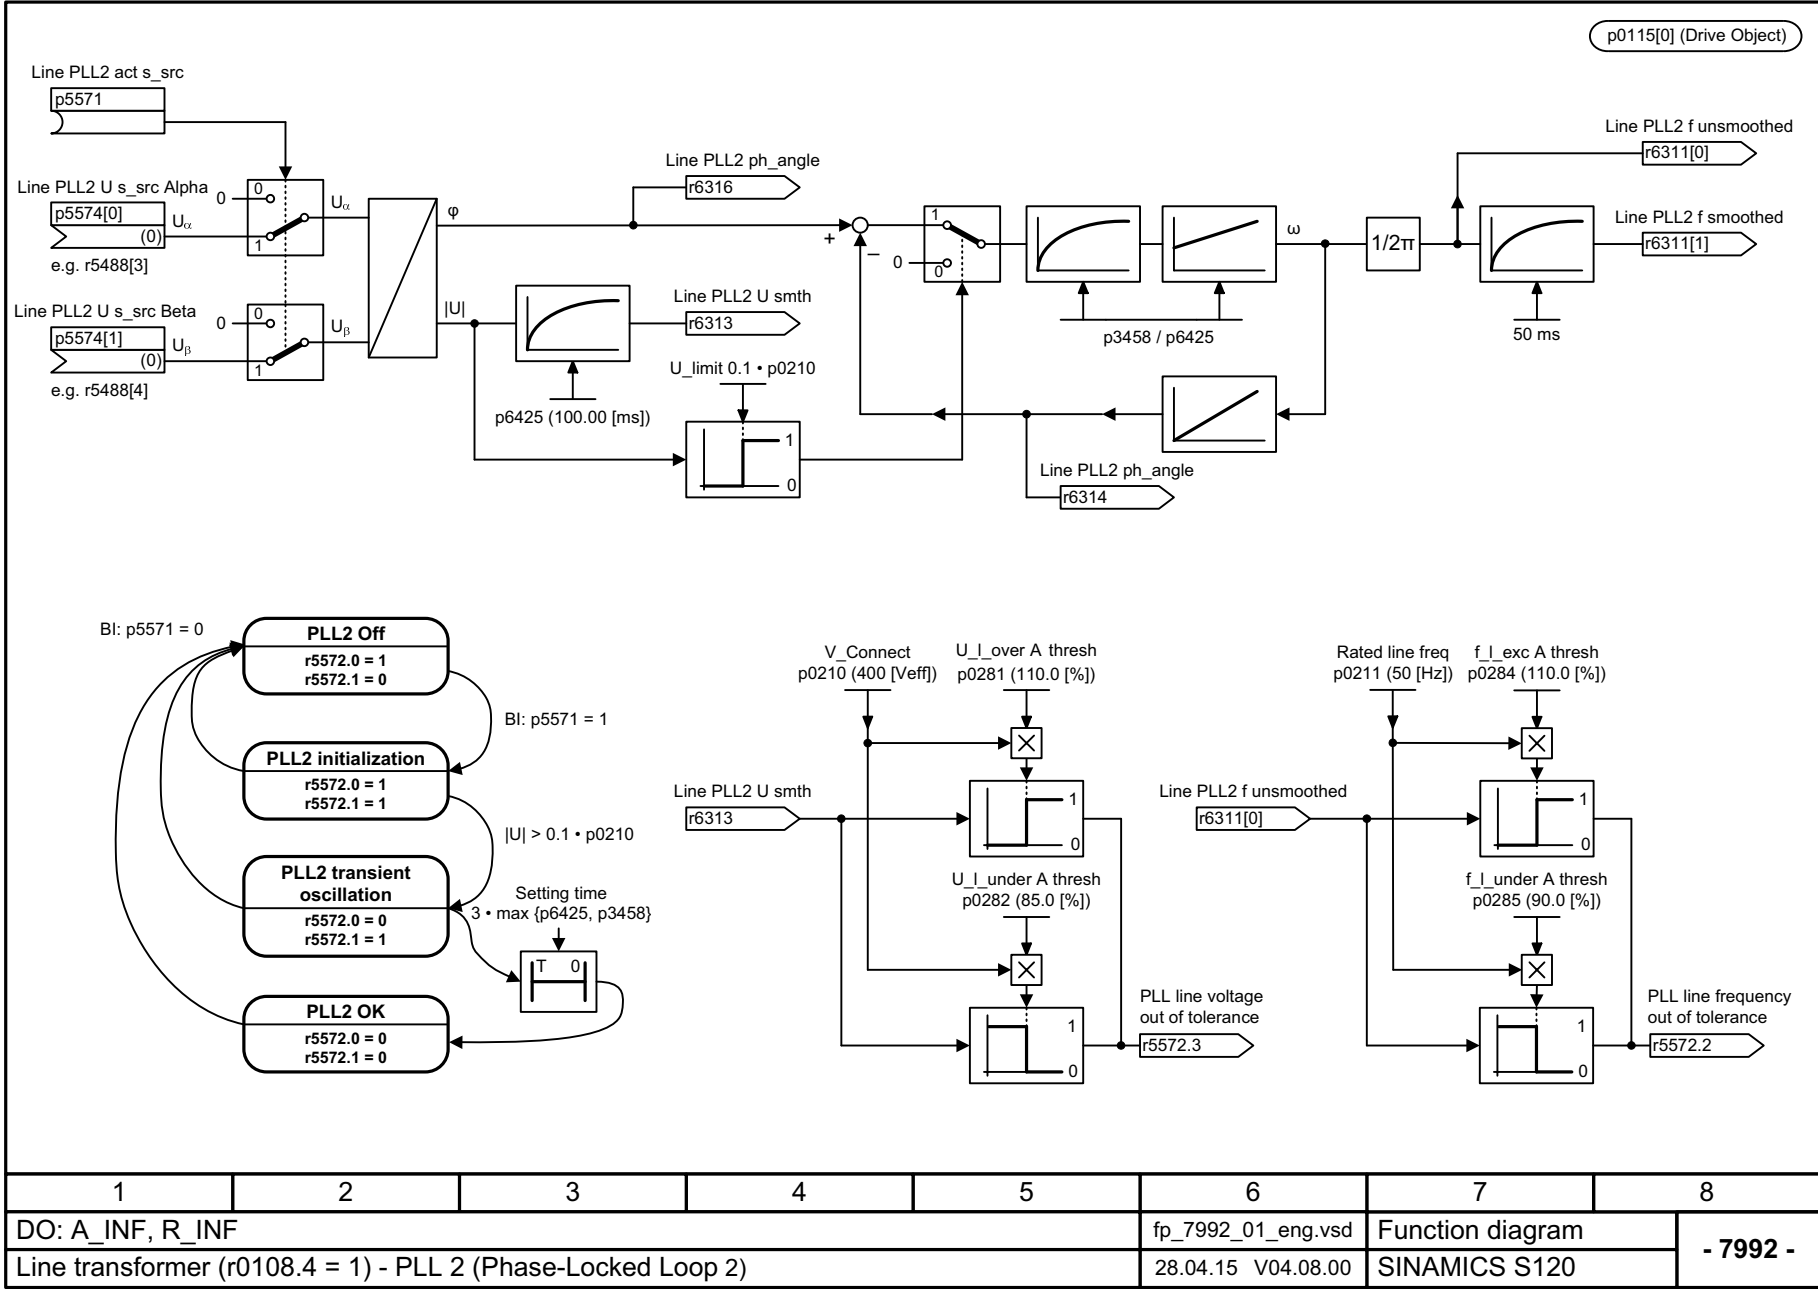 p0115[0] (Drive Object)
Line PLL2 act s_src
p5571
Line PLL2 U s_src Alpha
p5574[0]
(0)
Uα
e.g. r5488[3]
0
0
1
Uα
Line PLL2 U s_src Beta
p5574[1]
(0)
Uβ
e.g. r5488[4]
0
0
1
Uβ
φ
|U|
Line PLL2 ph_angle
r6316
Line PLL2 U smth
r6313
p6425 (100.00 [ms])
U_limit 0.1 • p0210
1
0
+
−
0
1
0
p3458 / p6425
ω
1/2π
Line PLL2 f unsmoothed
r6311[0]
Line PLL2 f smoothed
r6311[1]
50 ms
Line PLL2 ph_angle
r6314
BI: p5571 = 0
PLL2 Off
r5572.0 = 1
r5572.1 = 0
BI: p5571 = 1
PLL2 initialization
r5572.0 = 1
r5572.1 = 1
|U| > 0.1 • p0210
PLL2 transient
oscillation
r5572.0 = 0
r5572.1 = 1
Setting time
3 • max {p6425, p3458}
T 0
PLL2 OK
r5572.0 = 0
r5572.1 = 0
V_Connect
p0210 (400 [Veff])
U_l_over A thresh
p0281 (110.0 [%])
Line PLL2 U smth
r6313
1
0
U_l_under A thresh
p0282 (85.0 [%])
1
0
PLL line voltage
out of tolerance
r5572.3
Rated line freq
p0211 (50 [Hz])
f_l_exc A thresh
p0284 (110.0 [%])
Line PLL2 f unsmoothed
r6311[0]
1
0
f_l_under A thresh
p0285 (90.0 [%])
1
0
PLL line frequency
out of tolerance
r5572.2
1 2 3 4 5 6 7 8
DO: A_INF, R_INF
fp_7992_01_eng.vsd
Function diagram
- 7992 -
Line transformer (r0108.4 = 1) - PLL 2 (Phase-Locked Loop 2)
28.04.15 V04.08.00
SINAMICS S120